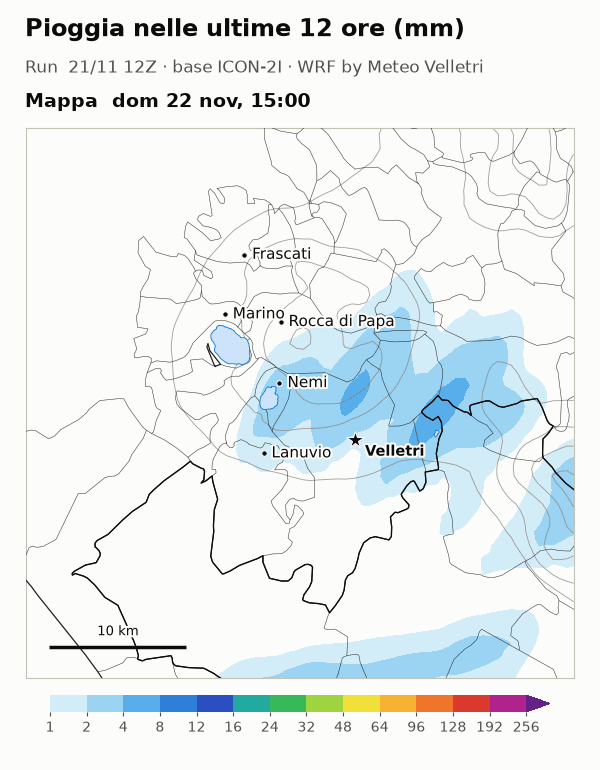 Pioggia nelle ultime 12 ore (mm)
Run 21/11 12Z · base ICON-2I · WRF by Meteo Velletri
Mappa dom 22 nov, 15:00
Frascati
Marino
Rocca di Papa
Nemi
Velletri
Lanuvio
10 km
1 2 4 8 12 16 24 32 42 48 64 96 128 192 256